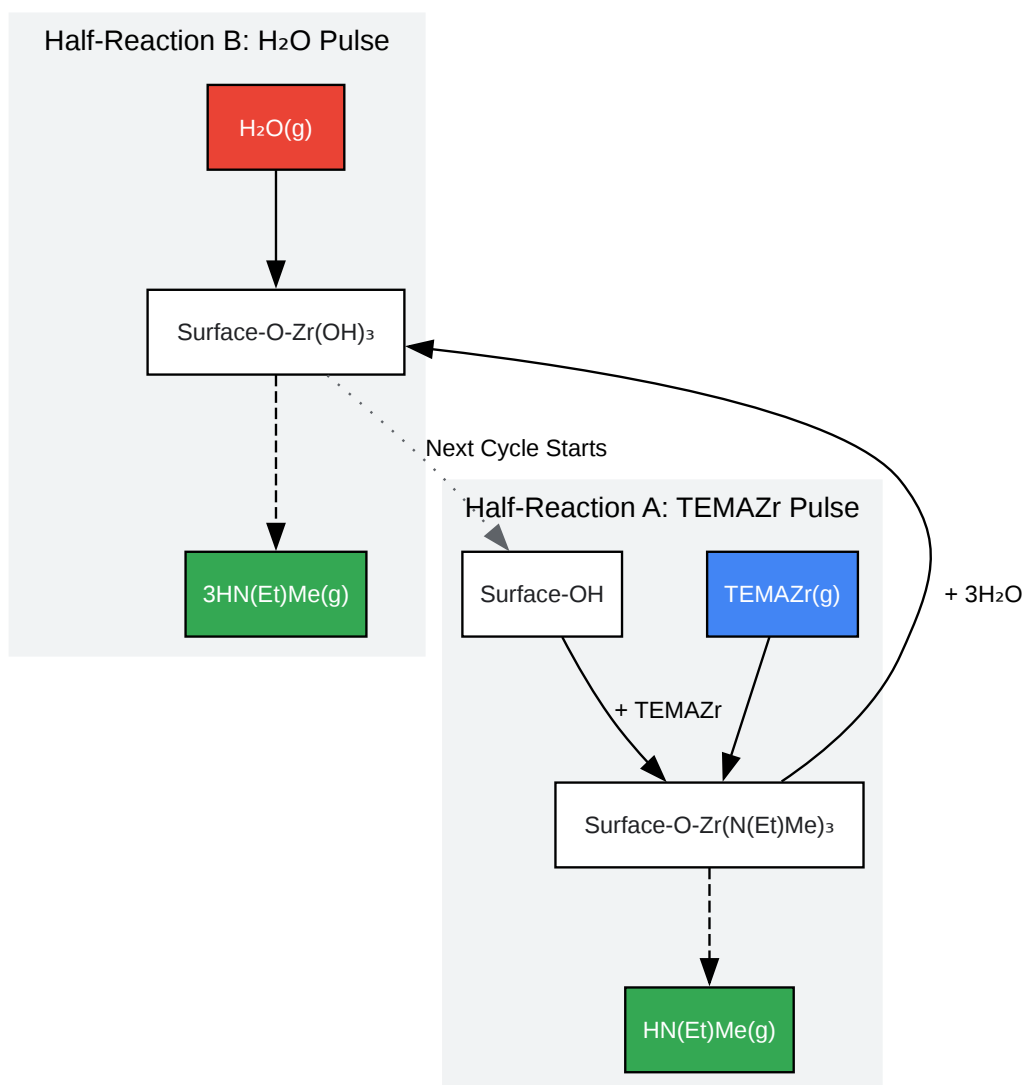 Half-Reaction B: H₂O Pulse
H₂O(g)
Surface-O-Zr(OH)₃
Next Cycle Starts
Half-Reaction A: TEMAZr Pulse
3HN(Et)Me(g)
Surface-OH
TEMAZr(g)
+ 3H₂O
+ TEMAZr
Surface-O-Zr(N(Et)Me)₃
HN(Et)Me(g)